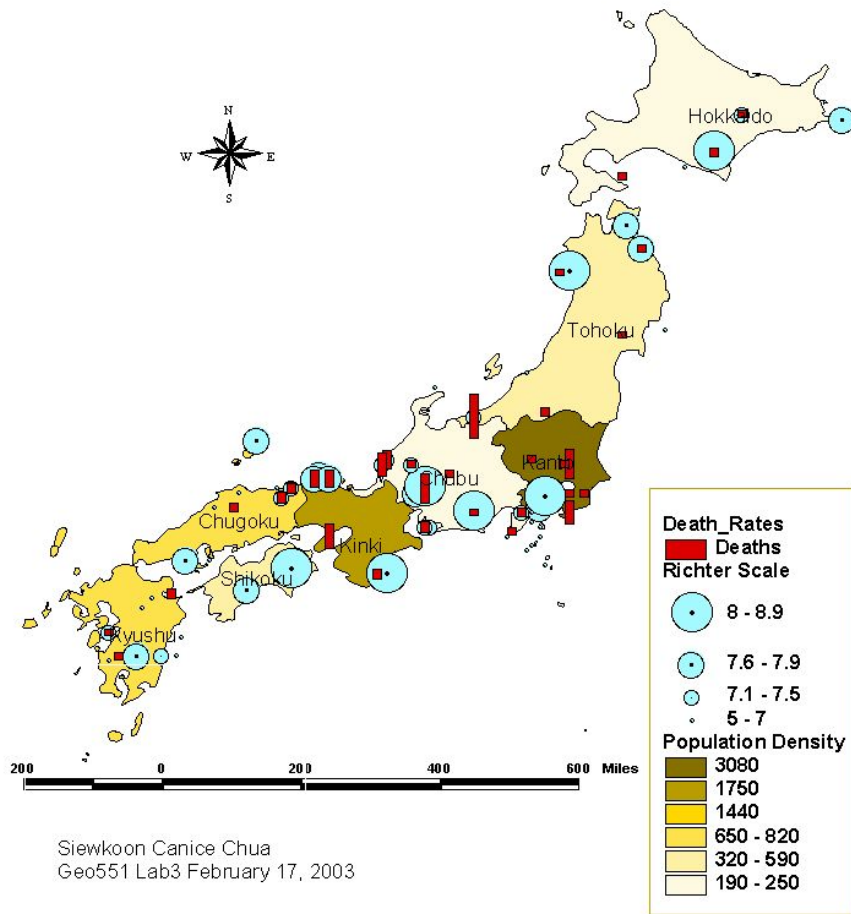 N
W E
S
Hokkaido
Tohoku
Kanto
Chubu
Chugoku
Kinki
Shikoku
Kyushu
Death_Rates
Deaths
Richter Scale
8 - 8.9
7.6 - 7.9
7.1 - 7.5
5 - 7
Population Density
3080
1750
1440
650 - 820
320 - 590
190 - 250
200 0 200 400 600 Miles
Siewkoon Canice Chua
Geo551 Lab3 February 17, 2003